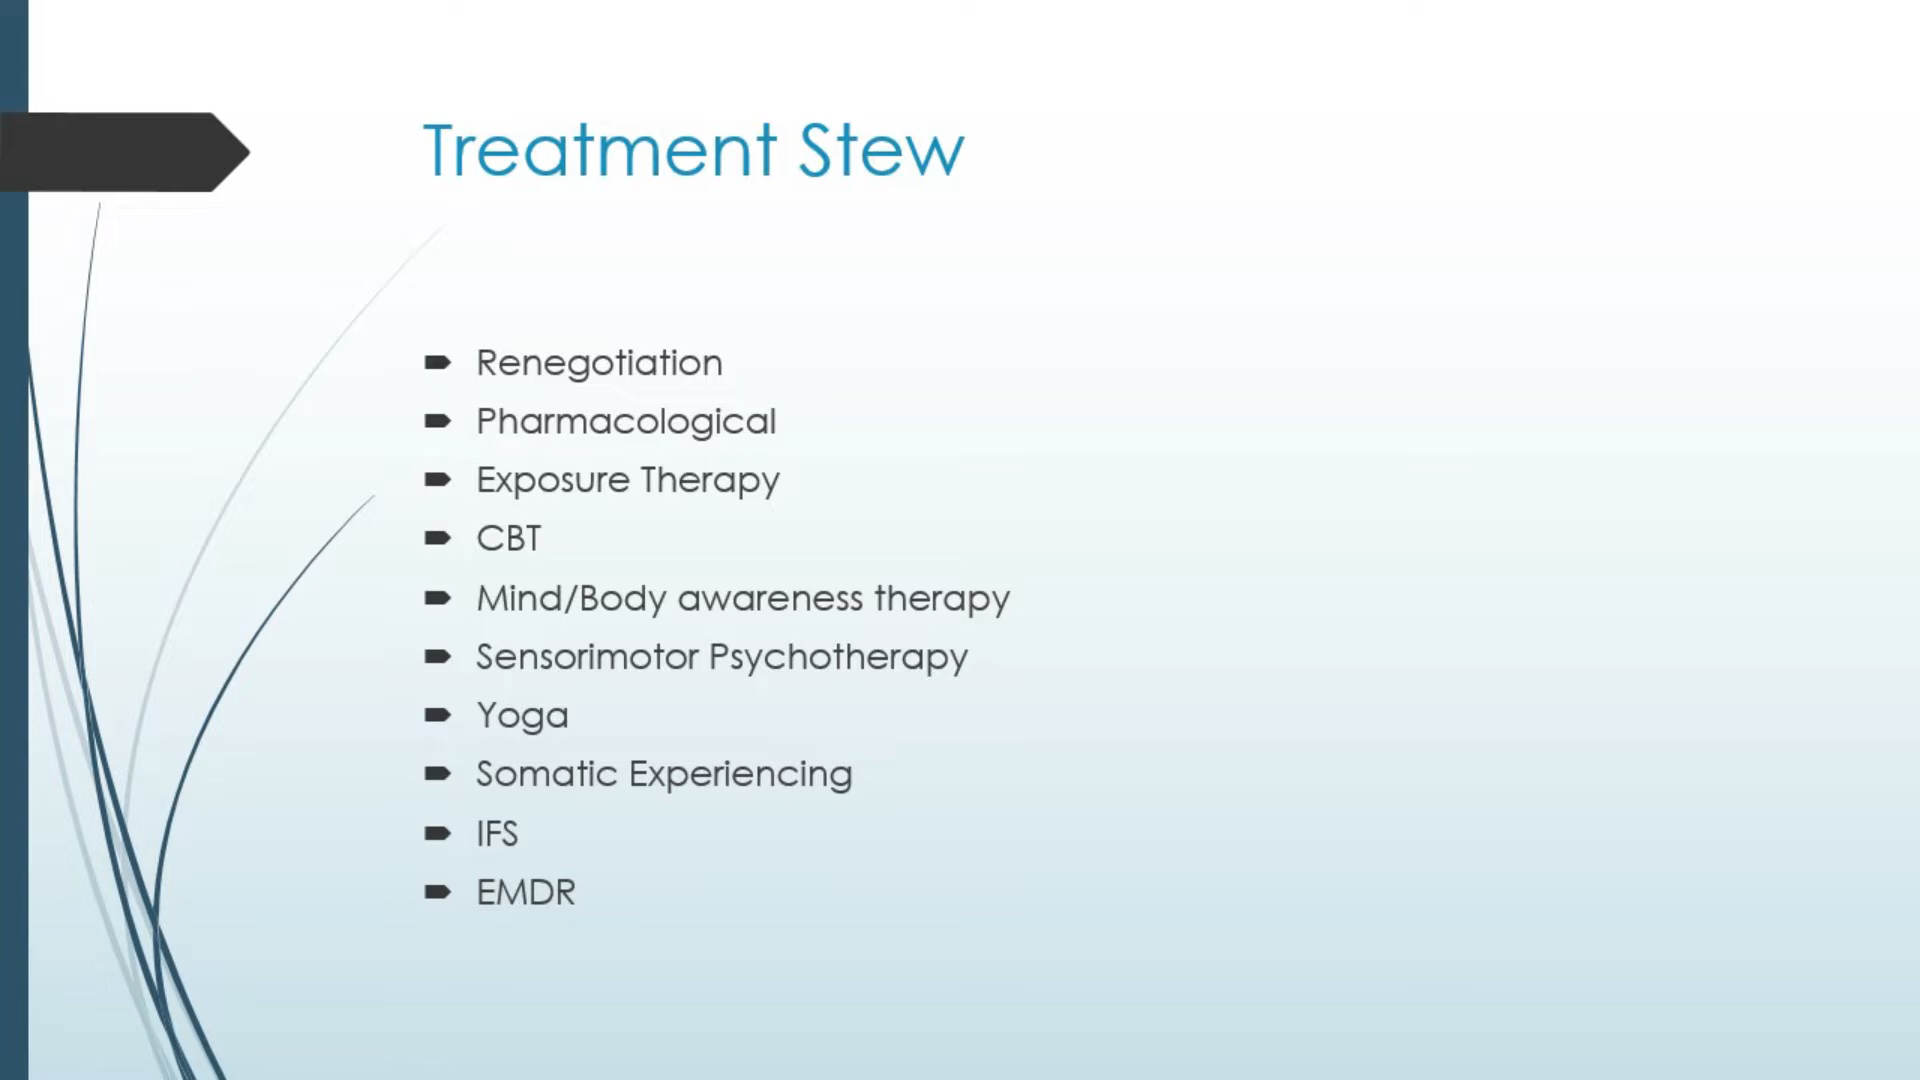 Treatment Stew
Renegotiation
Pharmacological
Exposure Therapy
CBT
Mind/Body awareness therapy
Sensorimotor Psychotherapy
Yoga
Somatic Experiencing
IFS
EMDR